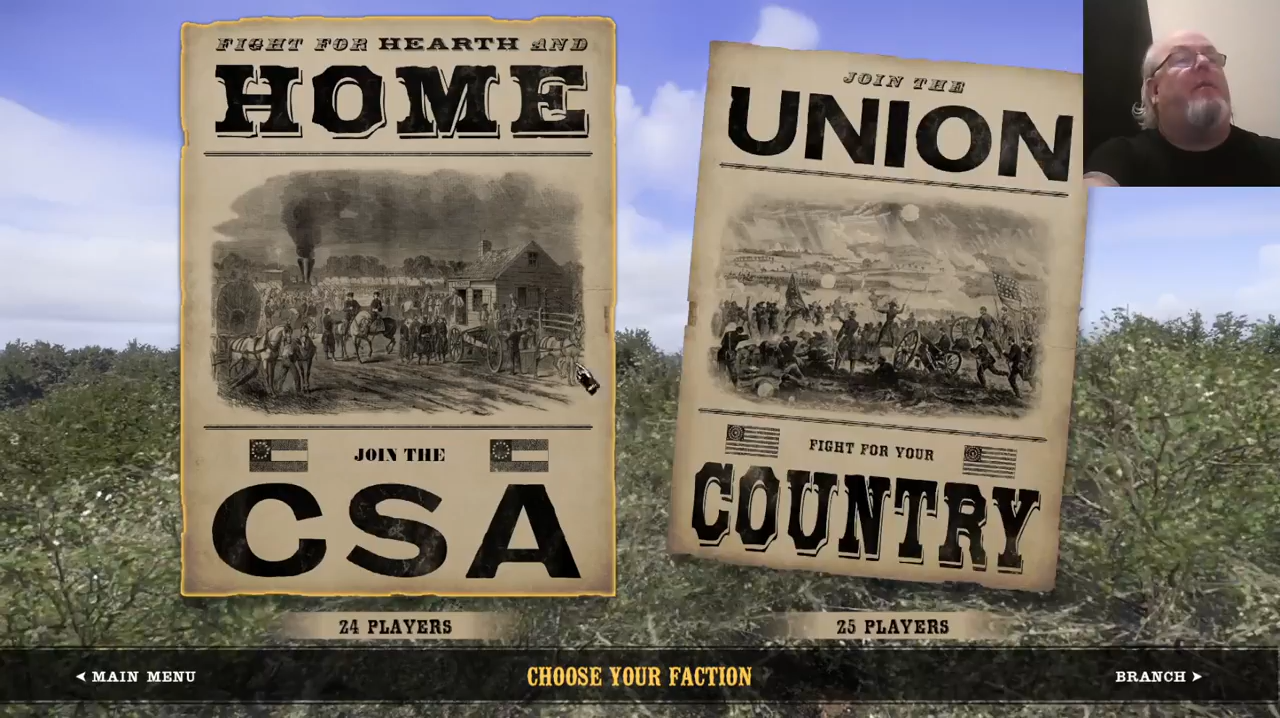 FIGHT FOR HEARTH AND
HOME
JOIN THE
CSA
24 PLAYERS
JOIN THE
UNION
FIGHT FOR YOUR
COUNTRY
25 PLAYERS
MAIN MENU
CHOOSE YOUR FACTION
BRANCH